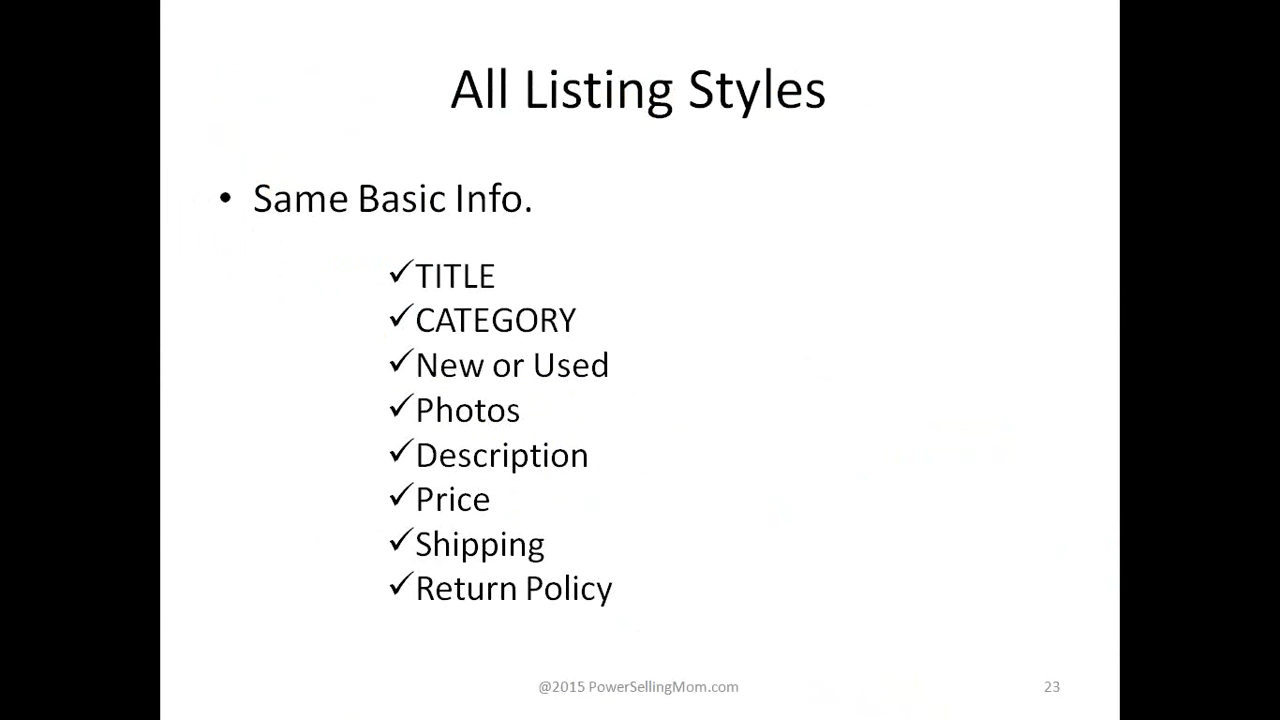 All Listing Styles
• Same Basic Info.
✓TITLE
✓CATEGORY
✓New or Used
✓Photos
✓Description
✓Price
✓Shipping
✓Return Policy
@2015 PowerSellingMom.com
23